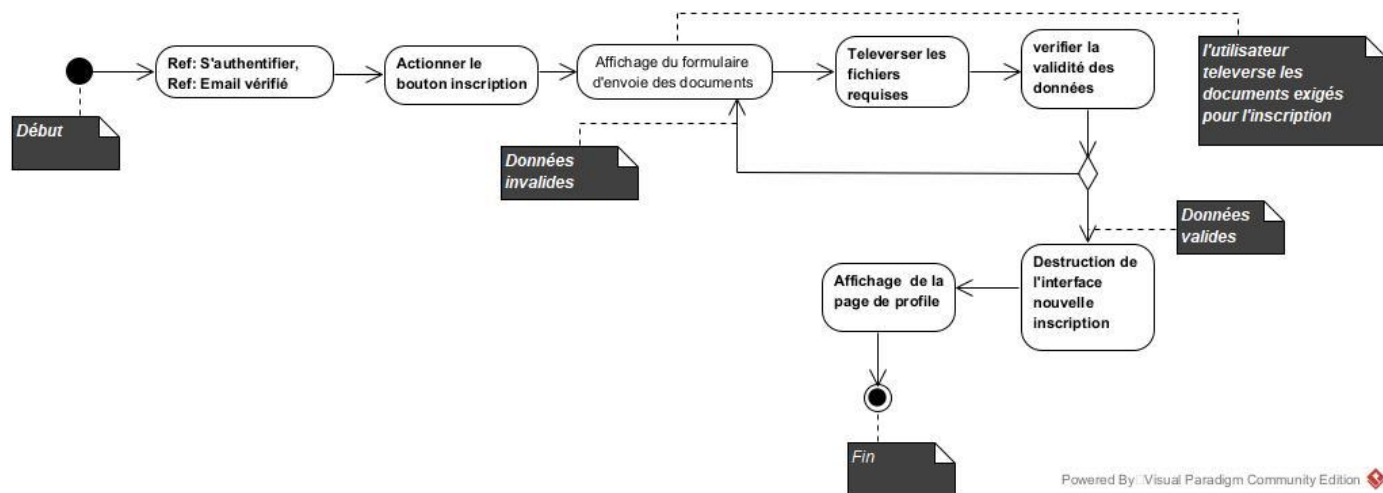 Ref: S'authentifier,
Ref: Email vérifié
Actionner le
bouton inscription
Affichage du formulaire
d'envoie des documents
Televerser les
fichiers
requises
verifier la
validité des
données
l'utilisateur
televerse les
documents exigés
pour l'inscription
Début
Données
invalides
Données
valides
Destruction de
l'interface
nouvelle
inscription
Affichage de la
page de profile
Fin
Powered By Visual Paradigm Community Edition